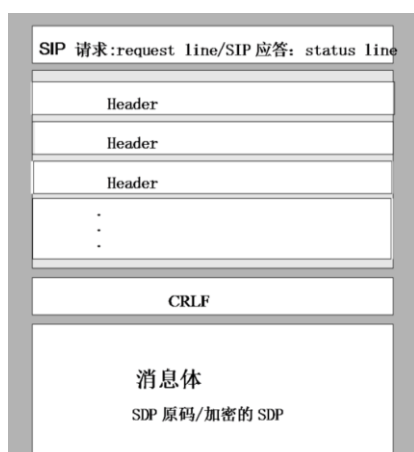 SIP 请求:request line/SIP 应答: status line
Header
Header
Header
.
.
.
CRLF
消息体
SDP 原码/加密的 SDP